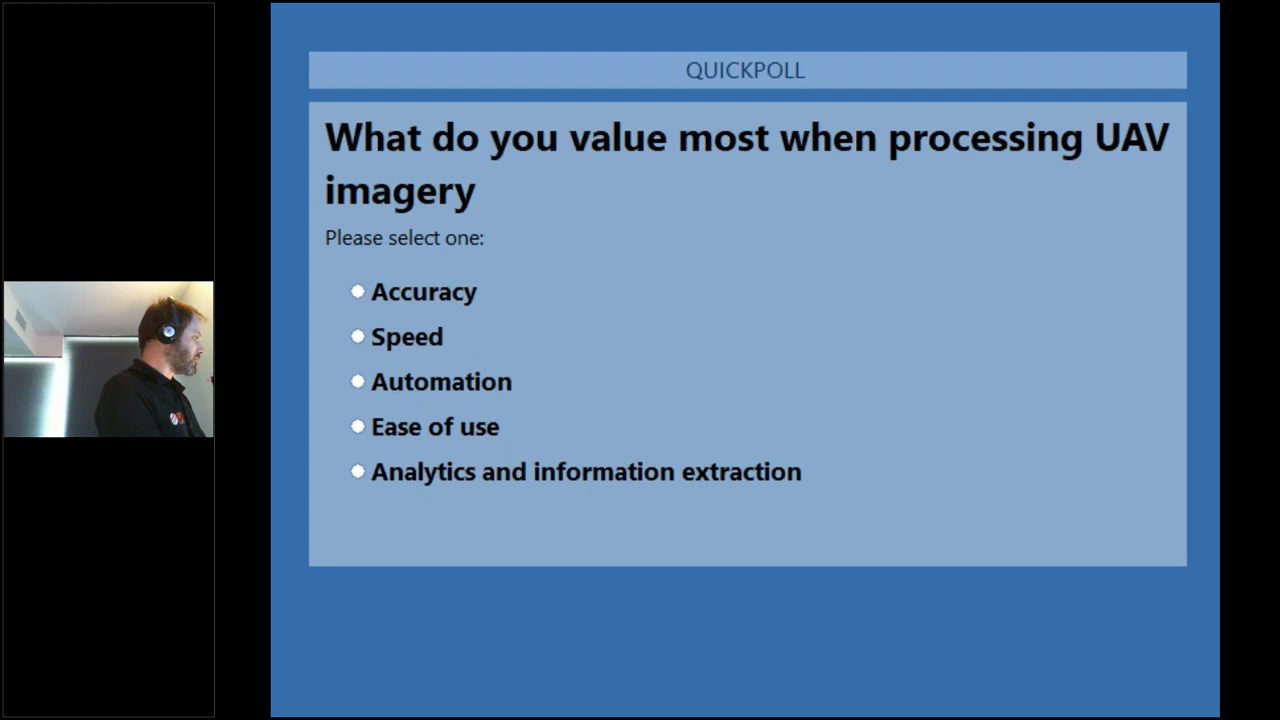 QUICKPOLL
What do you value most when processing UAV
imagery
Please select one:
Accuracy
Speed
Automation
Ease of use
Analytics and information extraction